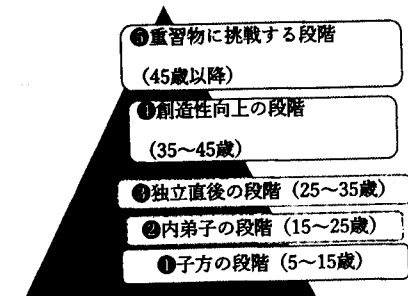 ❺重習物に挑戦する段階
(45歳以降)
❹創造性向上の段階
(35～45歳)
❸独立直後の段階（25～35歳）
❷内弟子の段階（15～25歳）
❶子方の段階（5～15歳）